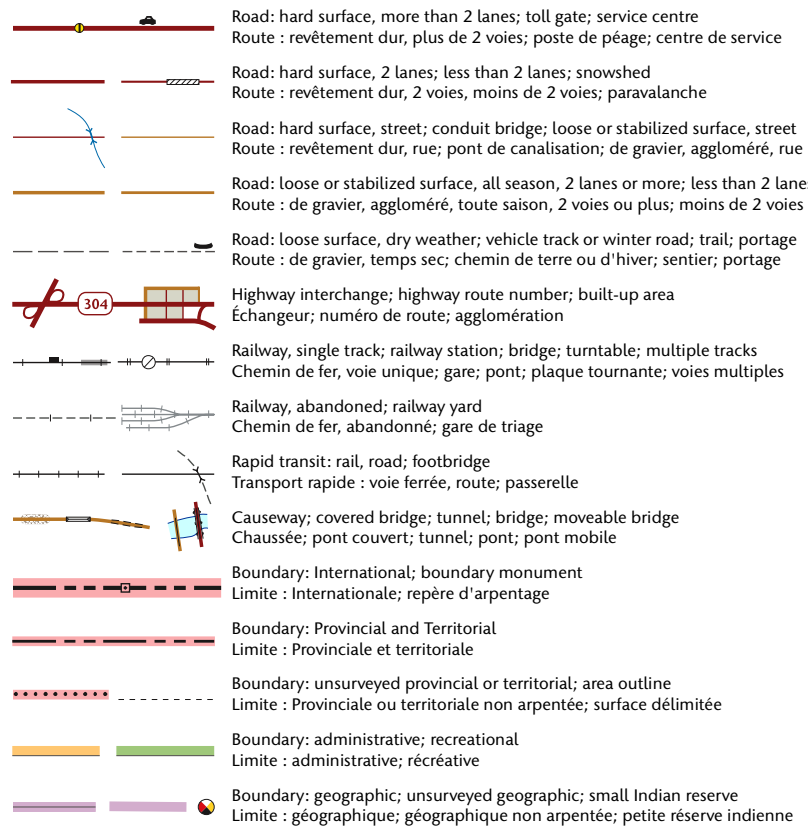 Road: hard surface, more than 2 lanes; toll gate; service centre
Route : revêtement dur, plus de 2 voies; poste de péage; centre de service
Road: hard surface, 2 lanes; less than 2 lanes; snowshed
Route : revêtement dur, 2 voies, moins de 2 voies; paravalanche
Road: hard surface, street; conduit bridge; loose or stabilized surface, street
Route : revêtement dur, rue; pont de canalisation; de gravier, aggloméré, rue
Road: loose or stabilized surface, all season, 2 lanes or more; less than 2 lane
Route : de gravier, aggloméré, toute saison, 2 voies ou plus; moins de 2 voies
Road: loose surface, dry weather; vehicle track or winter road; trail; portage
Route : de gravier, temps sec; chemin de terre ou d'hiver; sentier; portage
304
Highway interchange; highway route number; built-up area
Échangeur; numéro de route; agglomération
Railway, single track; railway station; bridge; turntable; multiple tracks
Chemin de fer, voie unique; gare; pont; plaque tournante; voies multiples
Railway, abandoned; railway yard
Chemin de fer, abandonné; gare de triage
Rapid transit: rail, road; footbridge
Transport rapide : voie ferrée, route; passerelle
Causeway; covered bridge; tunnel; bridge; moveable bridge
Chaussée; pont couvert; tunnel; pont; pont mobile
Boundary: International; boundary monument
Limite : Internationale; repère d'arpentage
Boundary: Provincial and Territorial
Limite : Provinciale et territoriale
Boundary: unsurveyed provincial or territorial; area outline
Limite : Provinciale ou territoriale non arpentée; surface délimitée
Boundary: administrative; recreational
Limite : administrative; récréative
Boundary: geographic; unsurveyed geographic; small Indian reserve
Limite : géographique; géographique non arpentée; petite réserve indienne